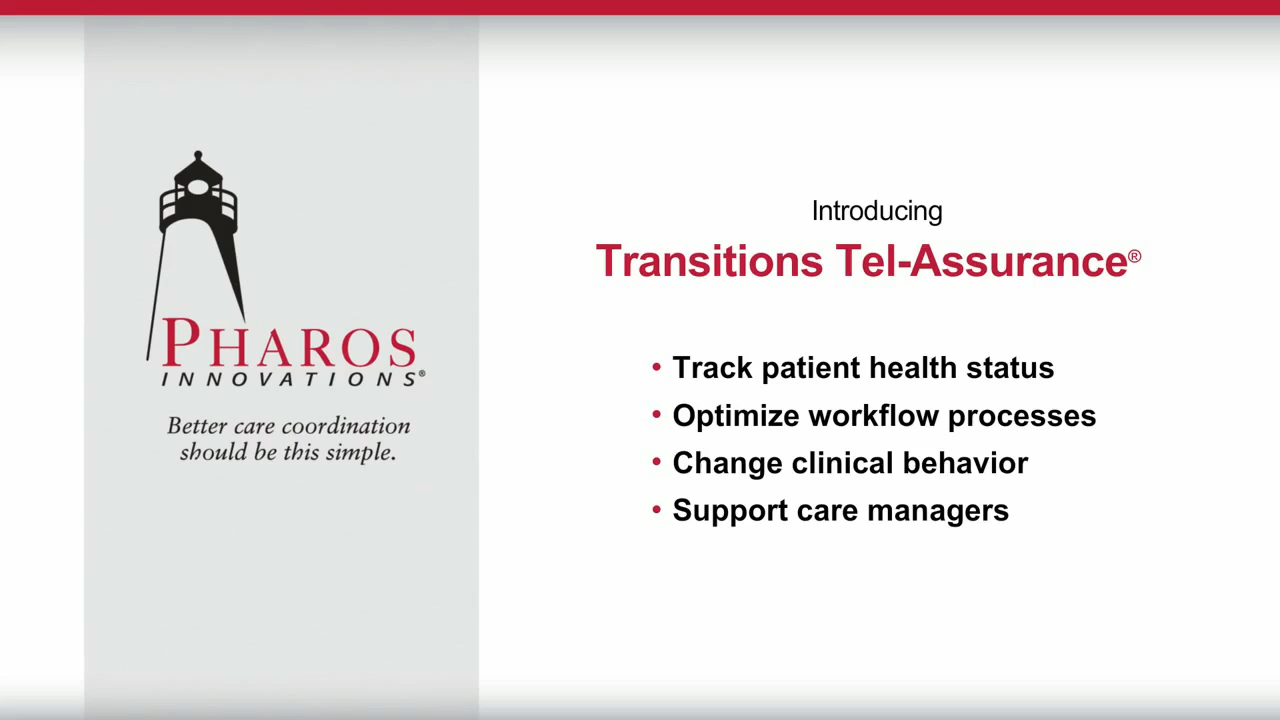 PHAROS
INNOVATIONS®
Better care coordination
should be this simple.
Introducing
Transitions Tel-Assurance®
• Track patient health status
• Optimize workflow processes
• Change clinical behavior
• Support care managers